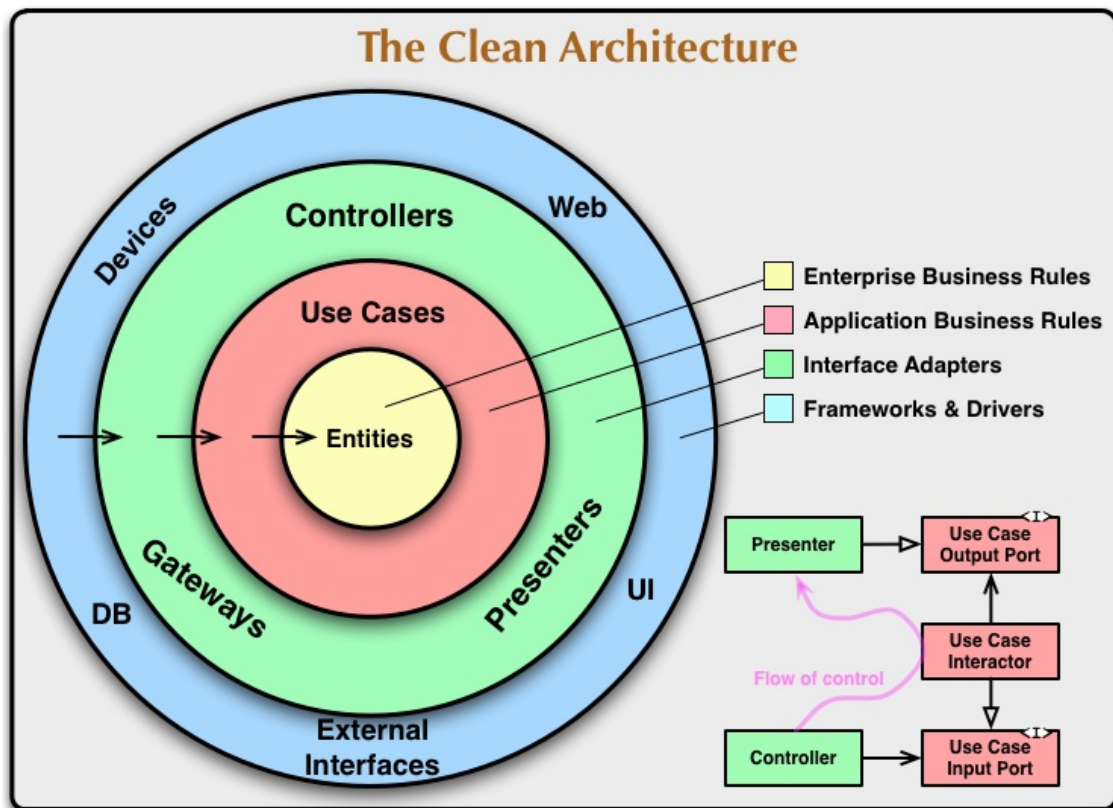 The Clean Architecture
Devices
Web
Controllers
Use Cases
Entities
Gateways
Presenters
DB
UI
External
Interfaces
Enterprise Business Rules
Application Business Rules
Interface Adapters
Frameworks & Drivers
Presenter
<I>
Use Case
Output Port
Use Case
Interactor
Flow of control
Controller
<I>
Use Case
Input Port